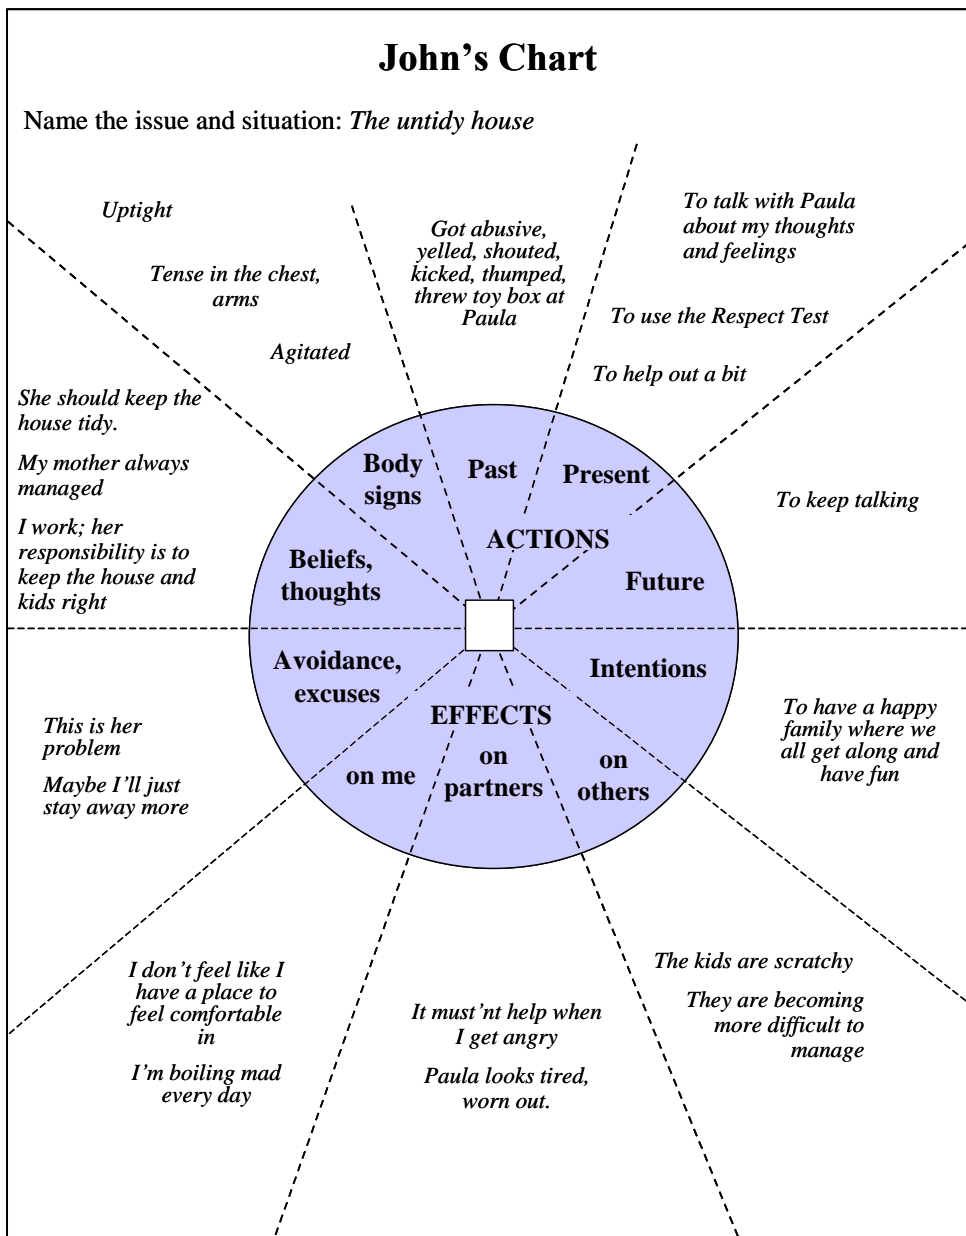 John’s Chart
Name the issue and situation: The untidy house
Uptight
Tense in the chest,
arms
Agitated
Got abusive,
yelled, shouted,
kicked, thumped,
threw toy box at
Paula
To talk with Paula
about my thoughts
and feelings
To use the Respect Test
To help out a bit
She should keep the
house tidy.
My mother always
managed
I work; her
responsibility is to
keep the house and
kids right
To keep talking
Body
signs
Past
Present
ACTIONS
Beliefs,
thoughts
Future
Avoidance,
excuses
Intentions
EFFECTS
on me
on
partners
on
others
This is her
problem
Maybe I’ll just
stay away more
To have a happy
family where we
all get along and
have fun
I don’t feel like I
have a place to
feel comfortable
in
I’m boiling mad
every day
It must’nt help when
I get angry
Paula looks tired,
worn out.
The kids are scratchy
They are becoming
more difficult to
manage